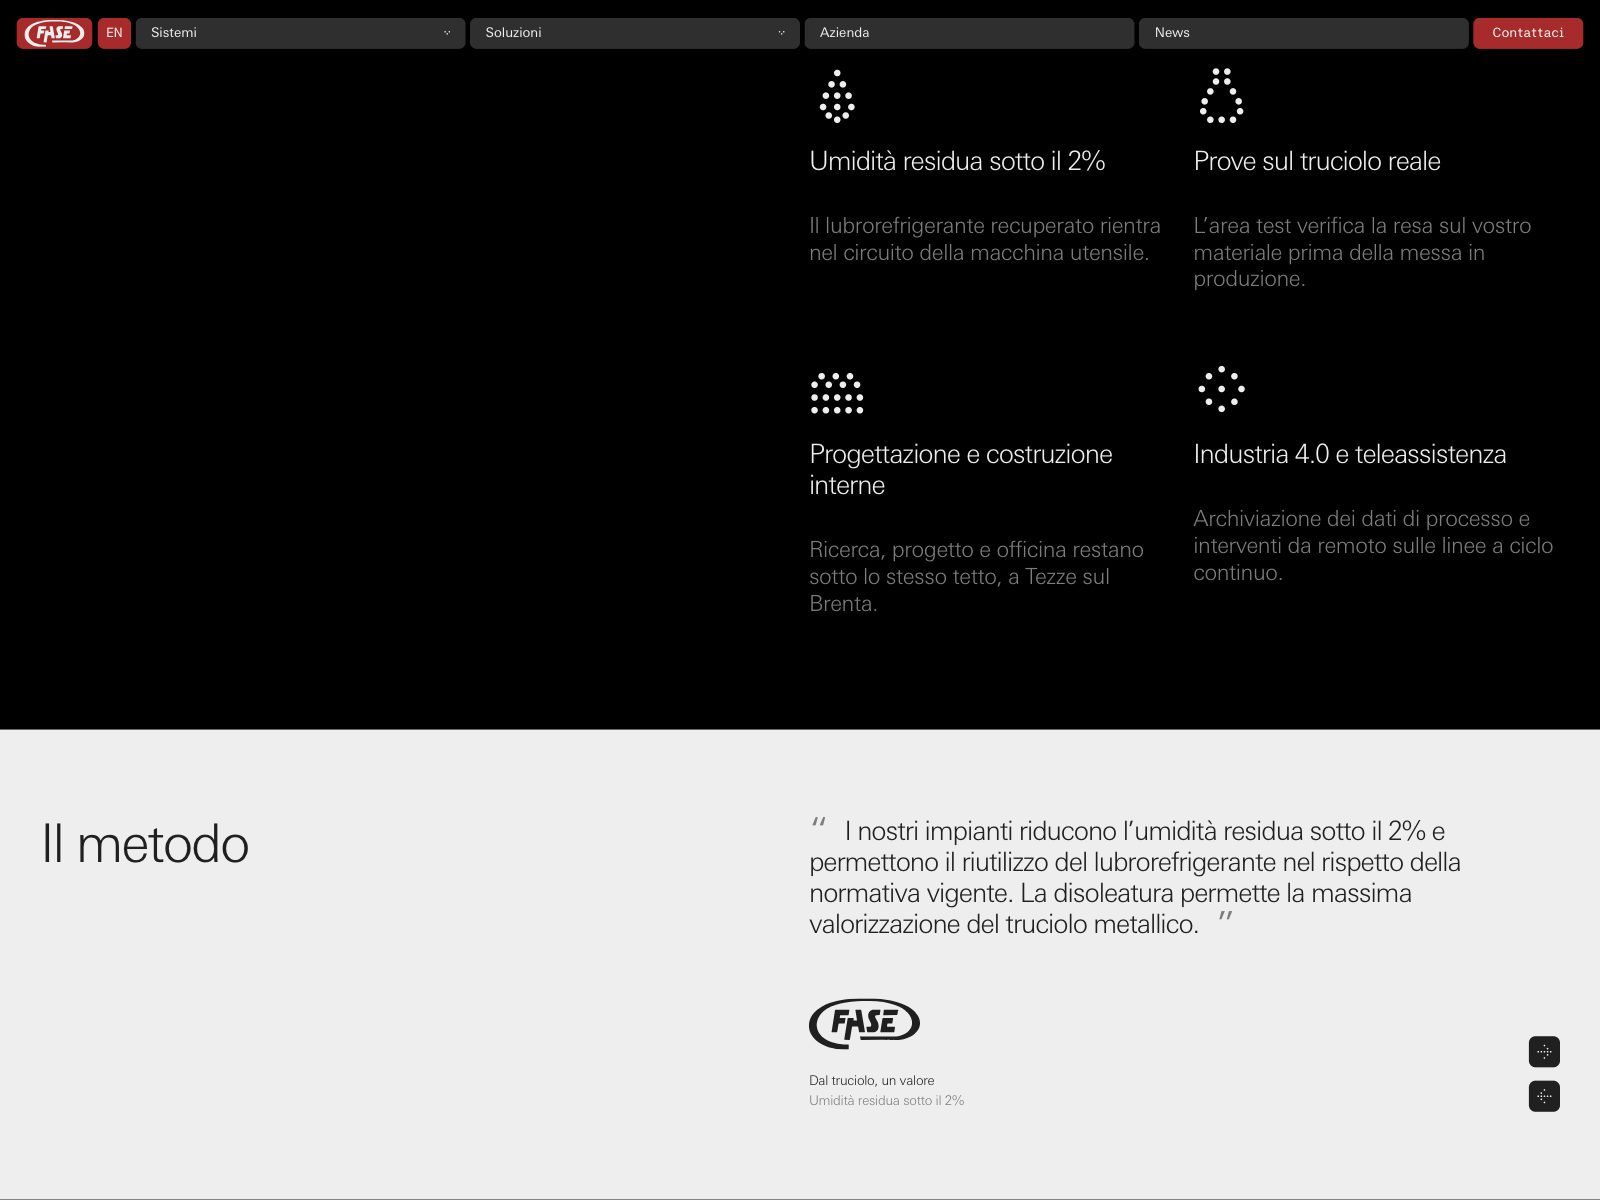 FASE
EN
Sistemi
Soluzioni
Azienda
News
Contattaci
Umidità residua sotto il 2%
Il lubrorefrigerante recuperato rientra
nel circuito della macchina utensile.
Prove sul truciolo reale
L’area test verifica la resa sul vostro
materiale prima della messa in
produzione.
Progettazione e costruzione
interne
Ricerca, progetto e officina restano
sotto lo stesso tetto, a Tezze sul
Brenta.
Industria 4.0 e teleassistenza
Archiviazione dei dati di processo e
interventi da remoto sulle linee a ciclo
continuo.
Il metodo
“ I nostri impianti riducono l’umidità residua sotto il 2% e
permettono il riutilizzo del lubrorefrigerante nel rispetto della
normativa vigente. La disoleatura permette la massima
valorizzazione del truciolo metallico. ”
FASE
Dal truciolo, un valore
Umidità residua sotto il 2%